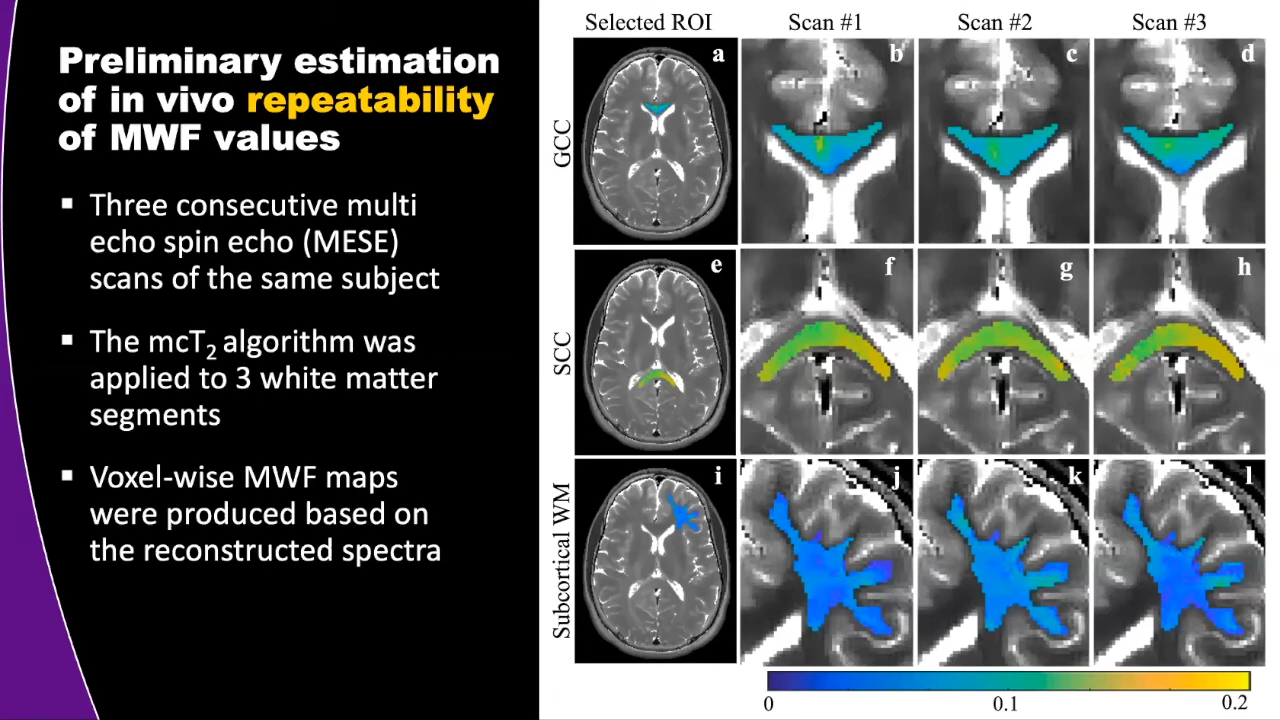 Preliminary estimation
of in vivo repeatability
of MWF values
▪ Three consecutive multi
echo spin echo (MESE)
scans of the same subject
▪ The mcT₂ algorithm was
applied to 3 white matter
segments
▪ Voxel-wise MWF maps
were produced based on
the reconstructed spectra
Selected ROI Scan #1 Scan #2 Scan #3
GCC
a b c d
SCC
e f g h
Subcortical WM
i j k l
0 0.1 0.2